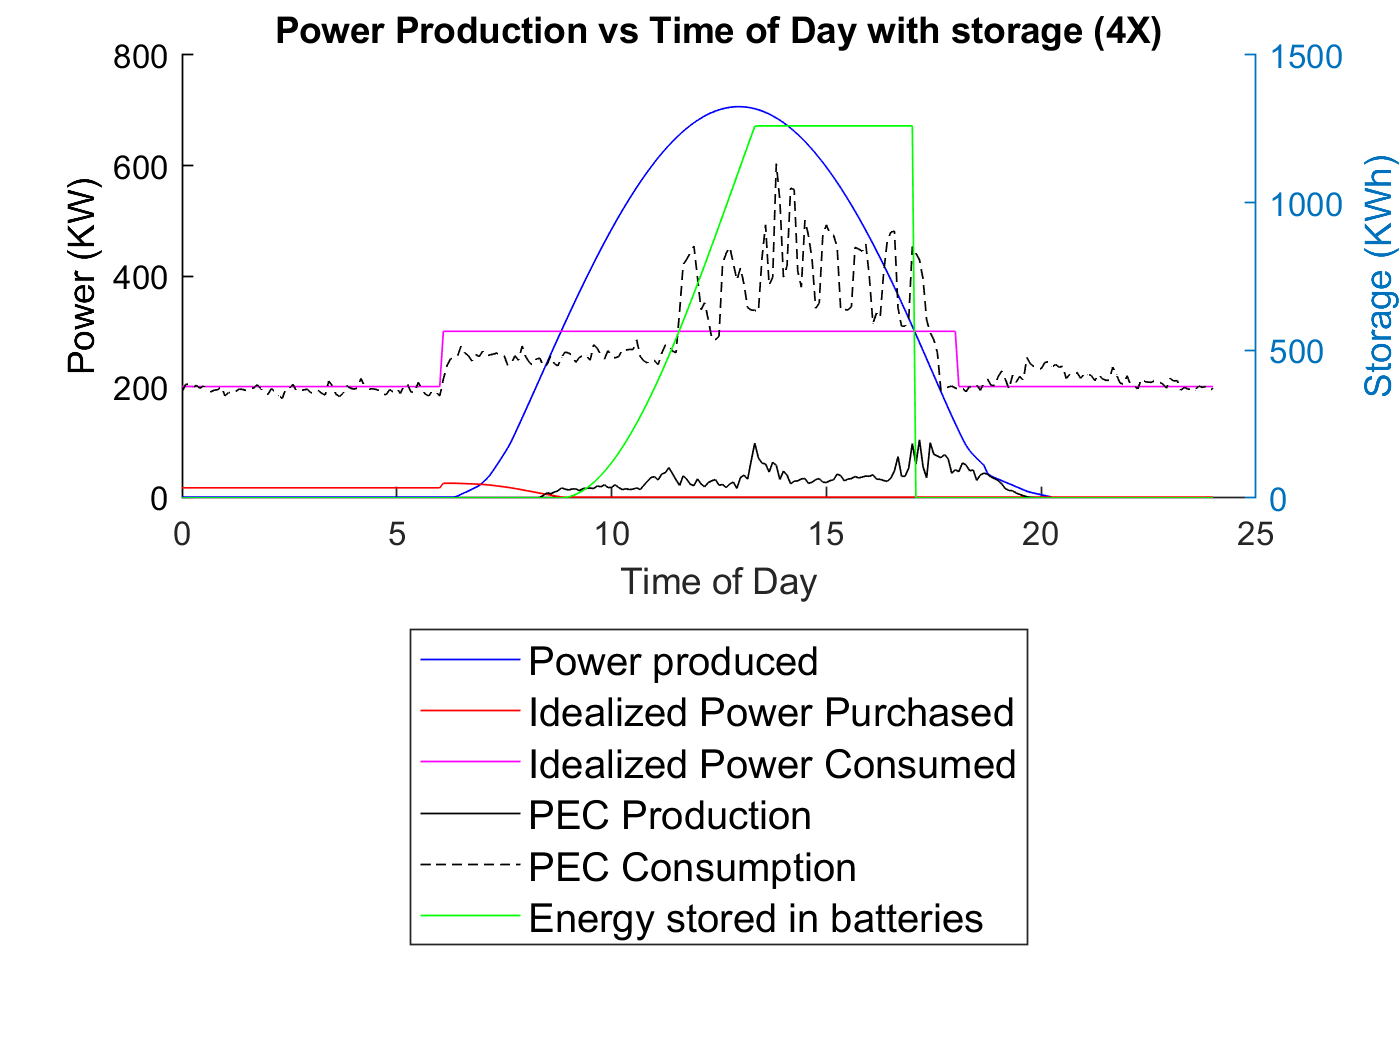 Power Production vs Time of Day with storage (4X)
800
600
400
200
0
Power (KW)
1500
1000
500
0
Storage (KWh)
0 5 10 15 20 25
Time of Day
Power produced
Idealized Power Purchased
Idealized Power Consumed
PEC Production
PEC Consumption
Energy stored in batteries